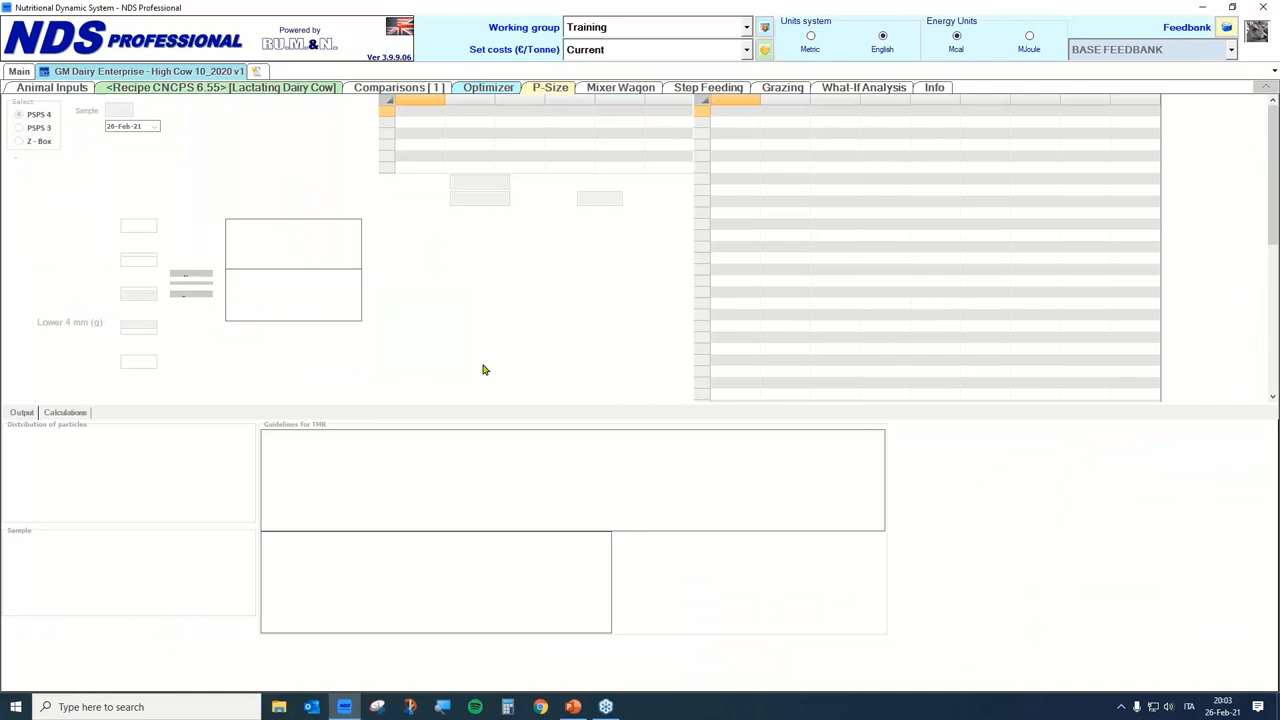 Nutritional Dynamic System - NDS Professional
NDS PROFESSIONAL
Powered by
RU.M.&N.
Ver 3.9.9.06
Working group
Training
Set costs (€/Tonne)
Current
Units system
Metric
English
Energy Units
Mcal
MJoule
Feedbank
BASE FEEDBANK
Main
GM Dairy Enterprise - High Cow 10_2020 v1
Animal Inputs
<Recipe CNCPS 6.55> [Lactating Dairy Cow]
Comparisons [ 1 ]
Optimizer
P-Size
Mixer Wagon
Step Feeding
Grazing
What-If Analysis
Info
Select
PSPS 4
PSPS 3
Z - Box
Sample
26-Feb-21
Lower 4 mm (g):
Output
Calculations
Distribution of particles
Guidelines for TMR
Sample
Type here to search
ITA
20:03
26-Feb-21